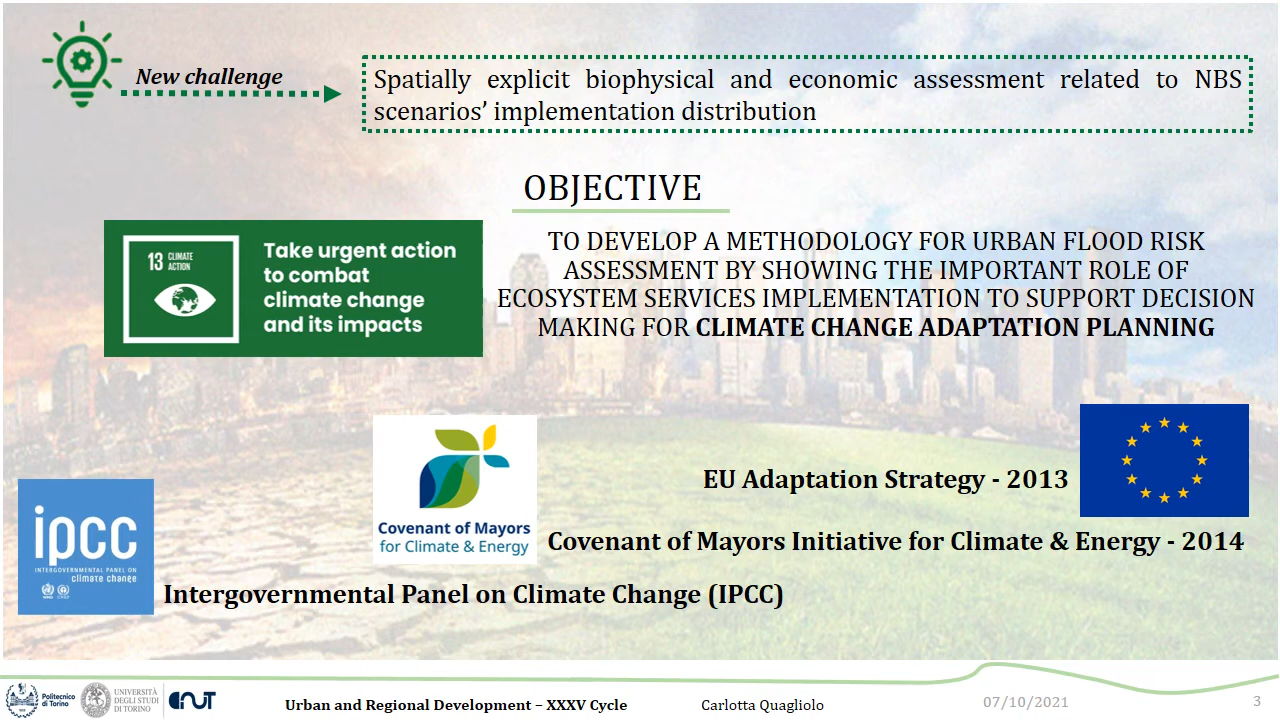 New challenge
Spatially explicit biophysical and economic assessment related to NBS
scenarios’ implementation distribution
OBJECTIVE
13 CLIMATE
ACTION
Take urgent action
to combat
climate change
and its impacts
TO DEVELOP A METHODOLOGY FOR URBAN FLOOD RISK
ASSESSMENT BY SHOWING THE IMPORTANT ROLE OF
ECOSYSTEM SERVICES IMPLEMENTATION TO SUPPORT DECISION
MAKING FOR CLIMATE CHANGE ADAPTATION PLANNING
EU Adaptation Strategy - 2013
Covenant of Mayors
for Climate & Energy
Covenant of Mayors Initiative for Climate & Energy - 2014
ipcc
INTERGOVERNMENTAL PANEL ON
climate change
Intergovernmental Panel on Climate Change (IPCC)
Politecnico
di Torino
UNIVERSITÀ
DEGLI STUDI
DI TORINO
Urban and Regional Development – XXXV Cycle
Carlotta Quagliolo
07/10/2021
3